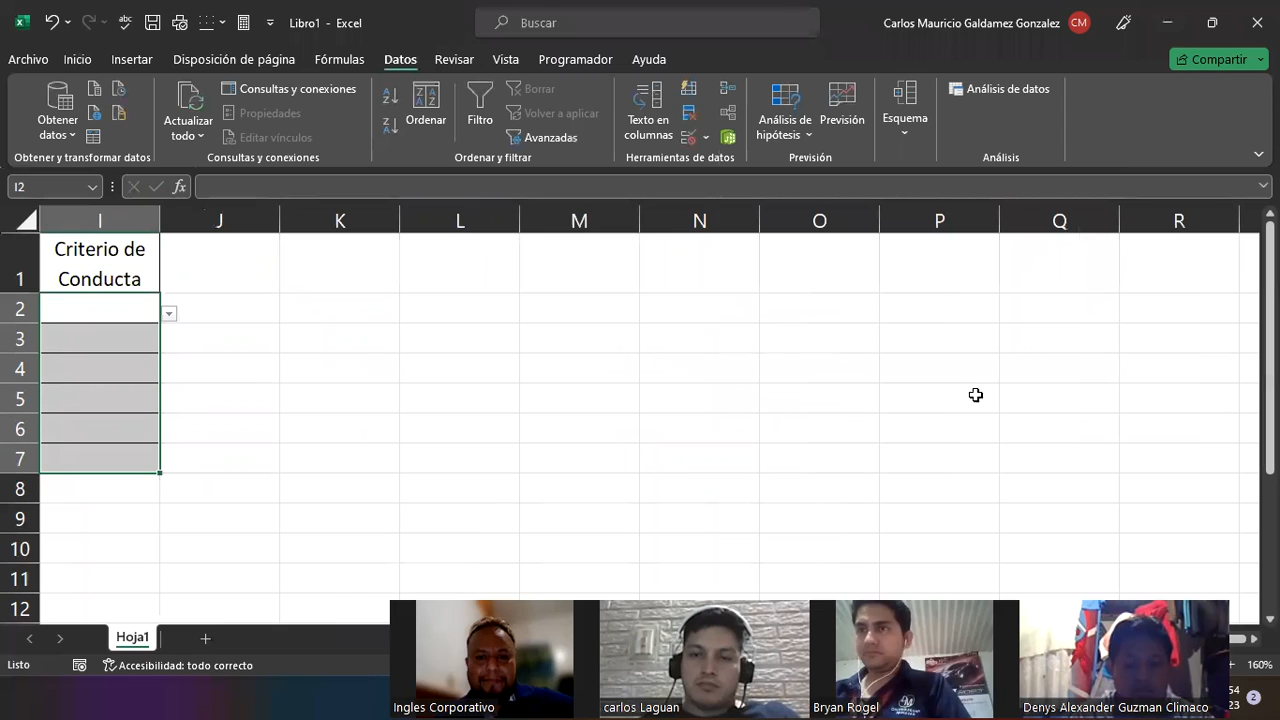 Libro1 - Excel
Buscar
Carlos Mauricio Galdamez Gonzalez
CM
Archivo
Inicio
Insertar
Disposición de página
Fórmulas
Datos
Revisar
Vista
Programador
Ayuda
Compartir
Obtener
datos
Obtener y transformar datos
Actualizar
todo
Consultas y conexiones
Propiedades
Editar vínculos
Consultas y conexiones
Ordenar
Filtro
Borrar
Volver a aplicar
Avanzadas
Ordenar y filtrar
Texto en
columnas
Herramientas de datos
Análisis de
hipótesis
Previsión
Previsión
Esquema
Análisis de datos
Análisis
I2
fx
I J K L M N O P Q R
1 Criterio de
Conducta
2
3
4
5
6
7
8
9
10
11
12
Hoja1
Listo
Accesibilidad: todo correcto
160%
54
23
2
Ingles Corporativo
carlos Laguan
Bryan Rogel
Denys Alexander Guzman Climaco